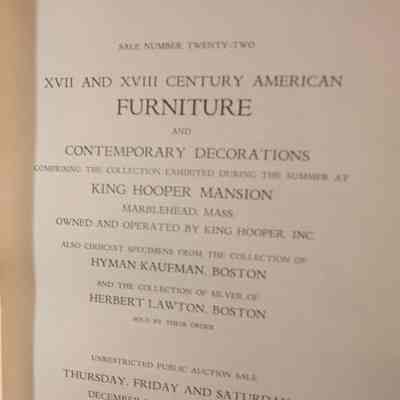 SALE NUMBER TWENTY-TWO
XVII AND XVIII CENTURY AMERICAN
FURNITURE
AND
CONTEMPORARY DECORATIONS
COMPRISING THE COLLECTION EXHIBITED DURING THE SUMMER AT
KING HOOPER MANSION
MARBLEHEAD, MASS.
OWNED AND OPERATED BY KING HOOPER, INC.
ALSO CHOICEST SPECIMENS FROM THE COLLECTION OF
HYMAN KAUFMAN, BOSTON
AND THE COLLECTION OF SILVER OF
HERBERT LAWTON, BOSTON
SOLD BY THEIR ORDER
UNRESTRICTED PUBLIC AUCTION SALE
THURSDAY, FRIDAY AND SATURDAY
DECEMBER